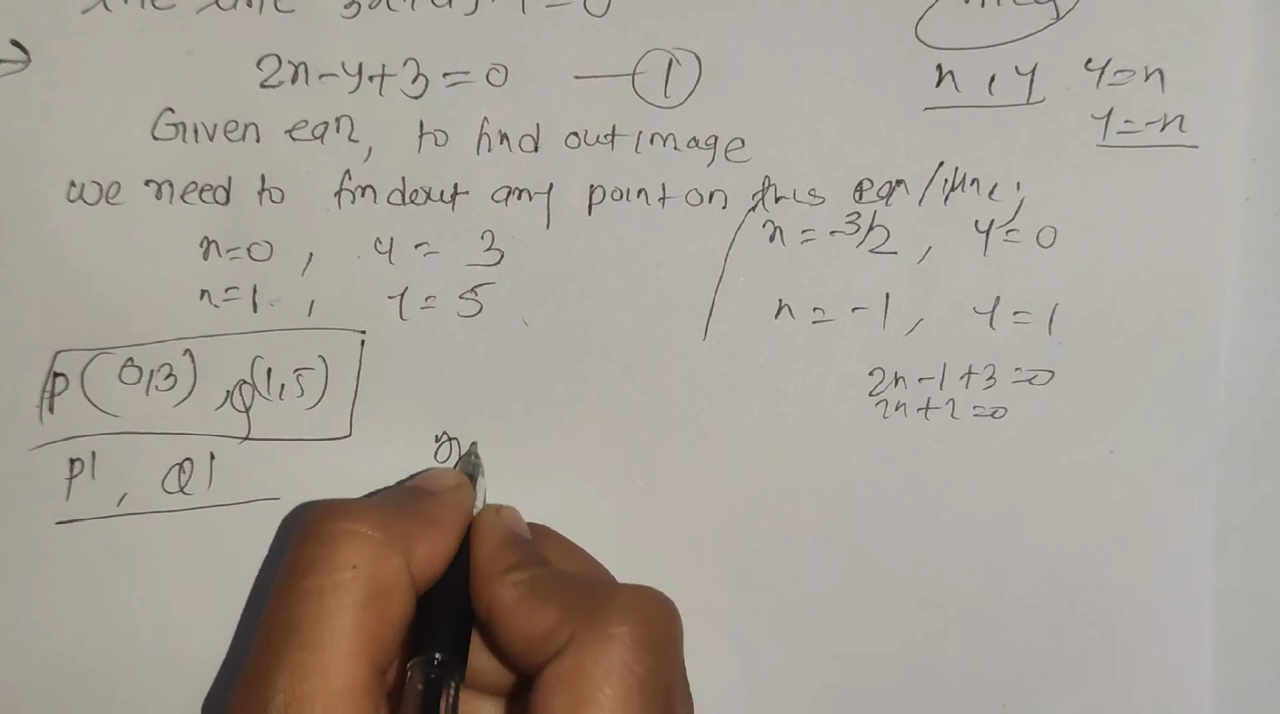 2x-y+3=0 — ①
x, y y=x
y=-x
Given eqn, to find out image
we need to findout any point on this eqn/line;
x=0, y= 3
x=1, y= 5
x = -3/2, y=0
x = -1, y=1
2x-1+3=0
2x+2=0
P(0,3), Q(1,5)
P', Q'